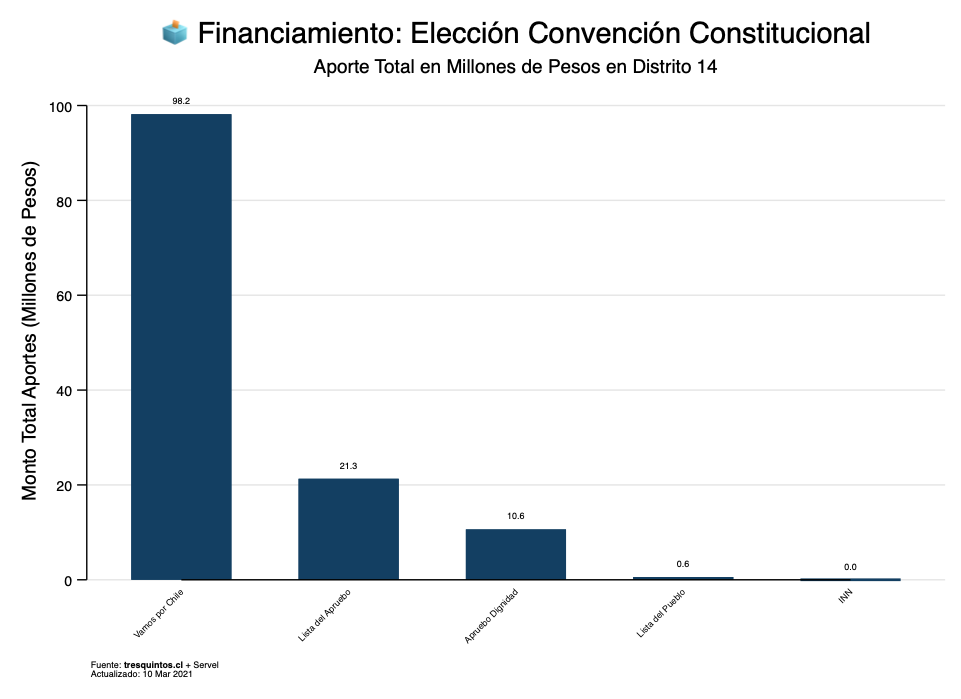 Financiamiento: Elección Convención Constitucional
Aporte Total en Millones de Pesos en Distrito 14
Monto Total Aportes (Millones de Pesos)
100
80
60
40
20
0
98.2
21.3
10.6
0.6
0.0
Vamos por Chile
Lista del Apruebo
Apruebo Dignidad
Lista del Pueblo
INN
Fuente: tresquintos.cl + Servel
Actualizado: 10 Mar 2021